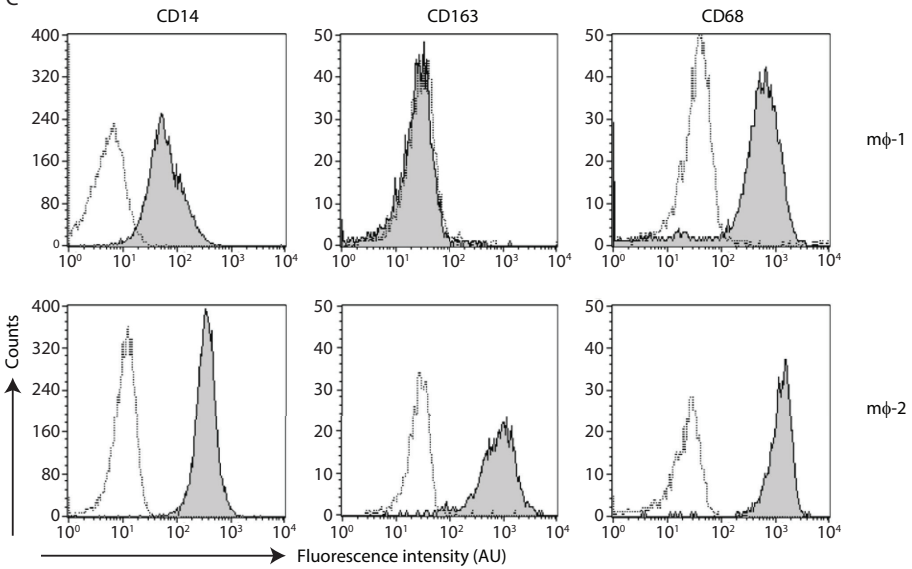 C
CD14 CD163 CD68
400 50 50
320 40 40
240 30 30
160 20 20
80 10 10
0 0 0
10⁰ 10¹ 10² 10³ 10⁴ 10⁰ 10¹ 10² 10³ 10⁴ 10⁰ 10¹ 10² 10³ 10⁴
mϕ-1
400 50 50
320 40 40
240 30 30
160 20 20
80 10 10
0 0 0
10⁰ 10¹ 10² 10³ 10⁴ 10⁰ 10¹ 10² 10³ 10⁴ 10⁰ 10¹ 10² 10³ 10⁴
mϕ-2
Counts
Fluorescence intensity (AU)